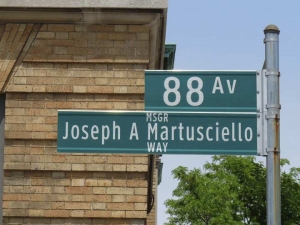 88 Av
MSGR
Joseph A Martusciello
WAY